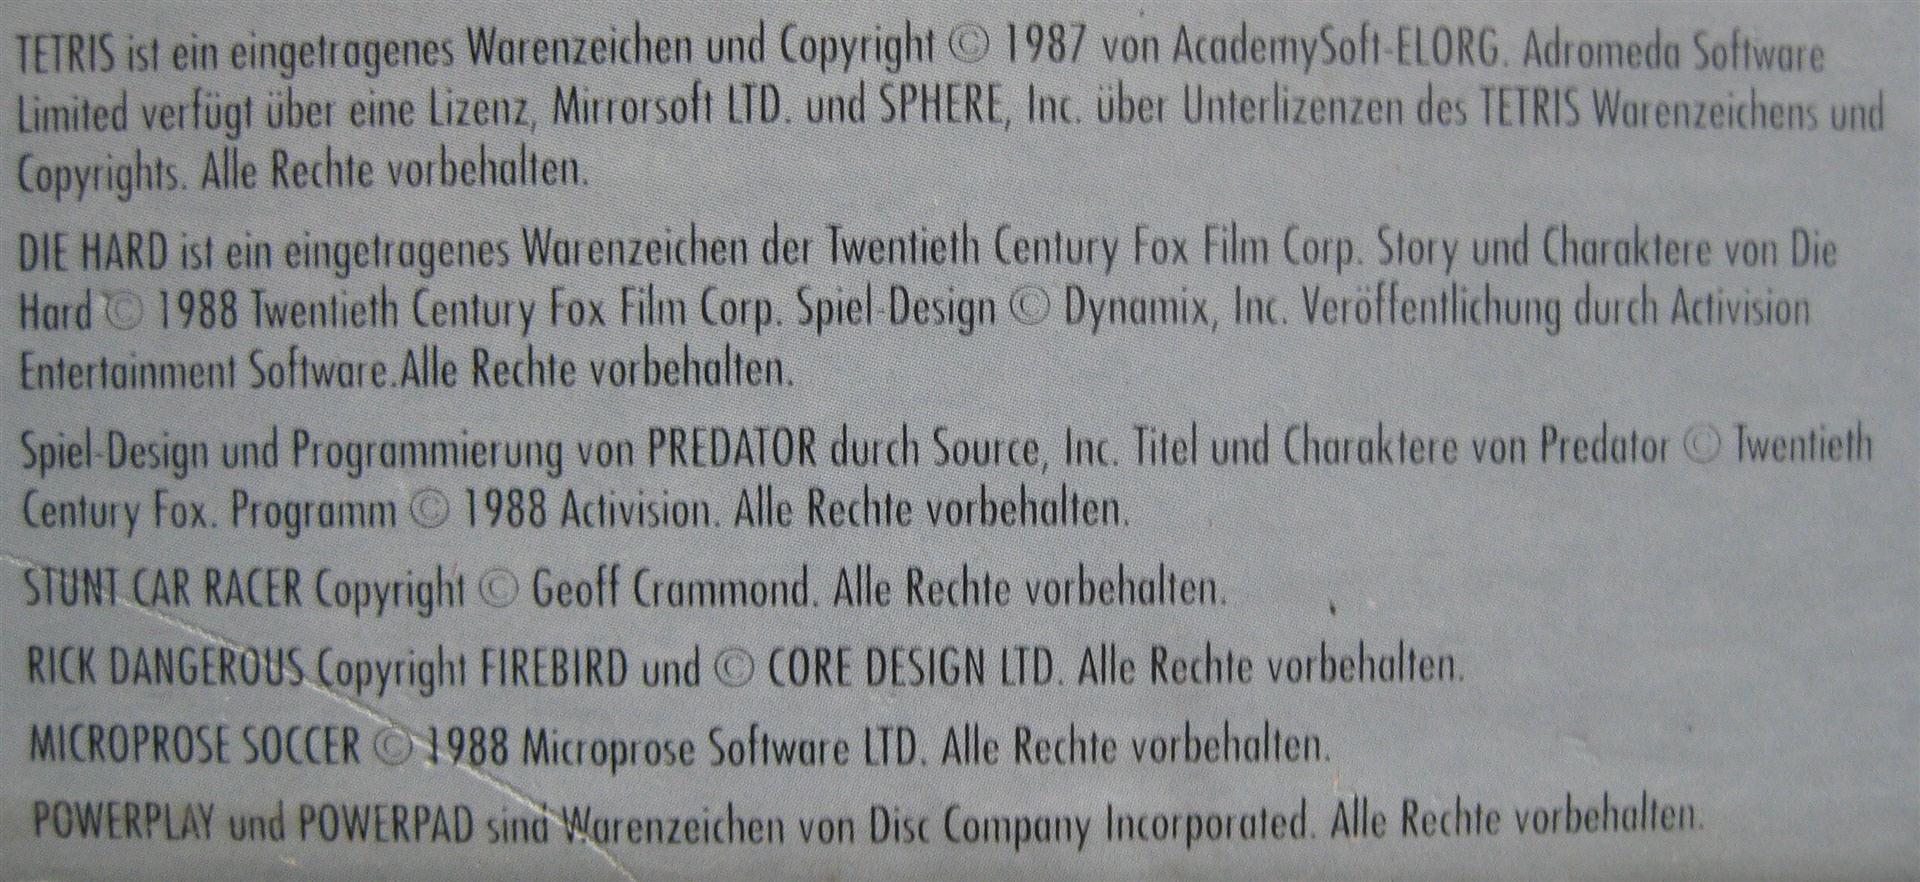 TETRIS ist ein eingetragenes Warenzeichen und Copyright © 1987 von AcademySoft-ELORG. Adromeda Software
Limited verfügt über eine Lizenz, Mirrorsoft LTD. und SPHERE, Inc. über Unterlizenzen des TETRIS Warenzeichens und
Copyrights. Alle Rechte vorbehalten.
DIE HARD ist ein eingetragenes Warenzeichen der Twentieth Century Fox Film Corp. Story und Charaktere von Die
Hard © 1988 Twentieth Century Fox Film Corp. Spiel-Design © Dynamix, Inc. Veröffentlichung durch Activision
Entertainment Software.Alle Rechte vorbehalten.
Spiel-Design und Programmierung von PREDATOR durch Source, Inc. Titel und Charaktere von Predator © Twentieth
Century Fox. Programm © 1988 Activision. Alle Rechte vorbehalten.
STUNT CAR RACER Copyright © Geoff Crammond. Alle Rechte vorbehalten.
RICK DANGEROUS Copyright FIREBIRD und © CORE DESIGN LTD. Alle Rechte vorbehalten.
MICROPROSE SOCCER © 1988 Microprose Software LTD. Alle Rechte vorbehalten.
POWERPLAY und POWERPAD sind Warenzeichen von Disc Company Incorporated. Alle Rechte vorbehalten.